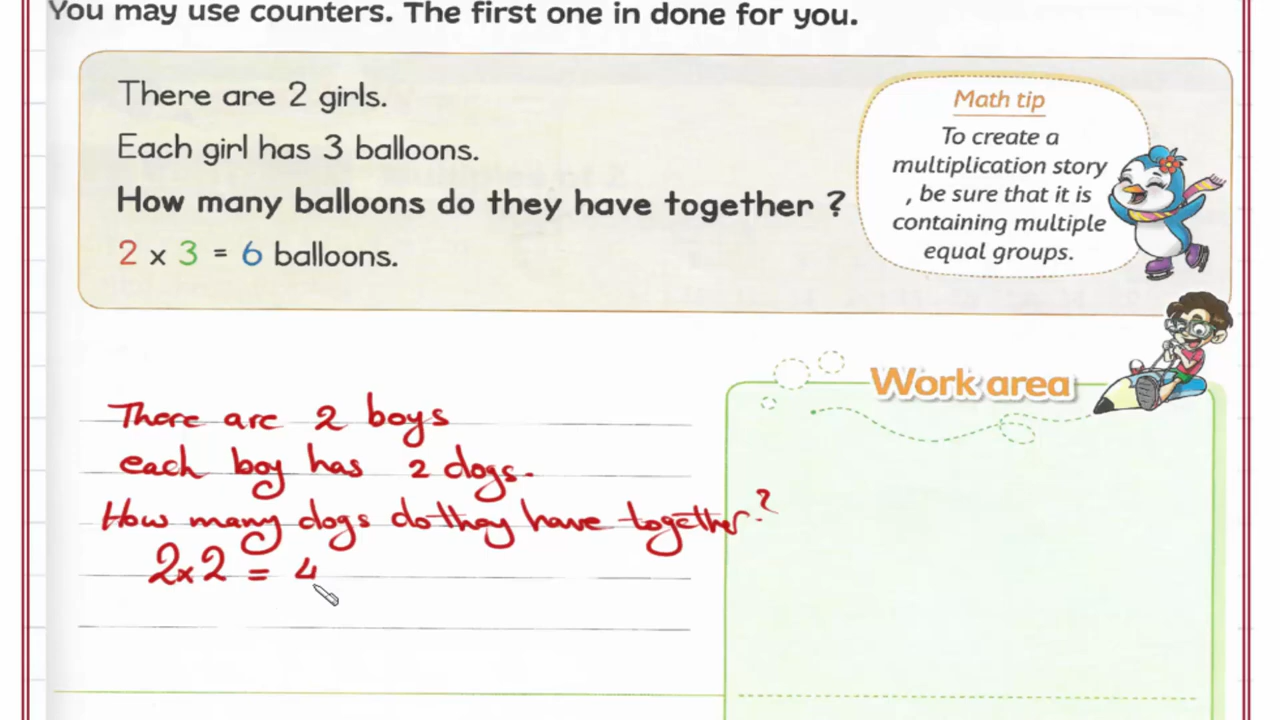 You may use counters. The first one in done for you.
There are 2 girls.
Each girl has 3 balloons.
How many balloons do they have together ?
2 x 3 = 6 balloons.
Math tip
To create a
multiplication story
, be sure that it is
containing multiple
equal groups.
Work area
There are 2 boys
each boy has 2 dogs.
How many dogs do they have together.?
2x2 = 4